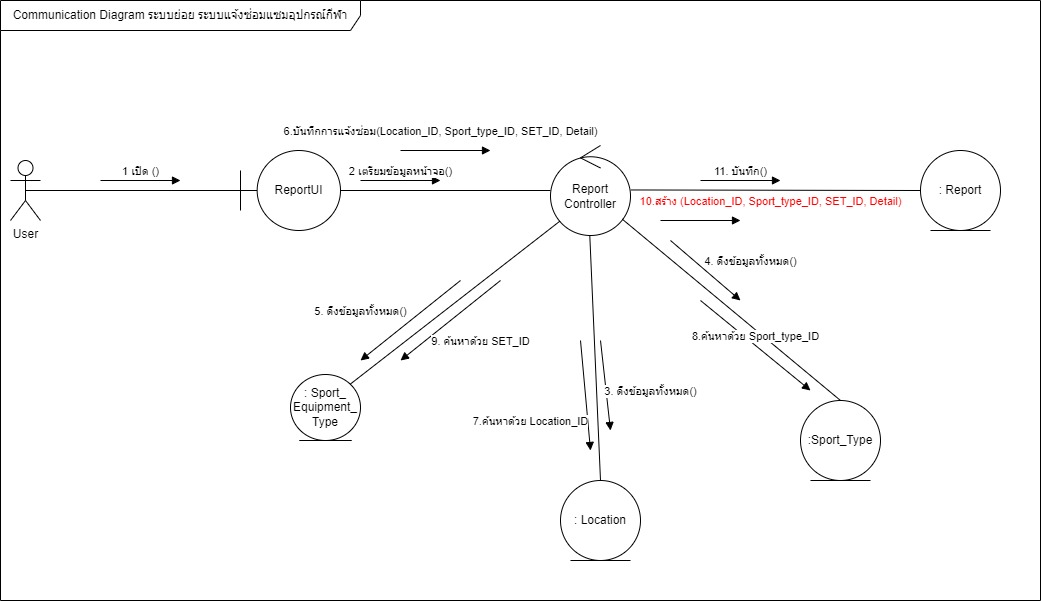 Communication Diagram ระบบย่อย ระบบแจ้งซ่อมแซมอุปกรณ์กีฬา
6.บันทึกการแจ้งซ่อม(Location_ID, Sport_type_ID, SET_ID, Detail)
1 เปิด ()
2 เตรียมข้อมูลหน้าจอ()
11. บันทึก()
ReportUI
Report
Controller
: Report
10.สร้าง (Location_ID, Sport_type_ID, SET_ID, Detail)
User
4. ดึงข้อมูลทั้งหมด()
5. ดึงข้อมูลทั้งหมด()
9. ค้นหาด้วย SET_ID
8.ค้นหาด้วย Sport_type_ID
: Sport_
Equipment_
Type
3. ดึงข้อมูลทั้งหมด()
7.ค้นหาด้วย Location_ID
:Sport_Type
: Location